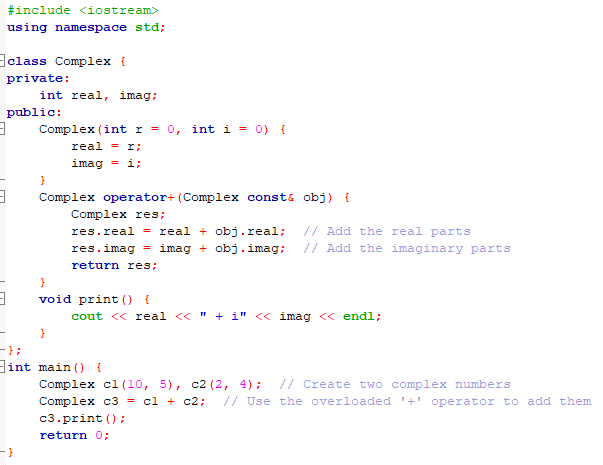 #include <iostream>
using namespace std;
class Complex {
private:
    int real, imag;
public:
    Complex(int r = 0, int i = 0) {
        real = r;
        imag = i;
    }
    Complex operator+(Complex const& obj) {
        Complex res;
        res.real = real + obj.real;  // Add the real parts
        res.imag = imag + obj.imag;  // Add the imaginary parts
        return res;
    }
    void print() {
        cout << real << " + i" << imag << endl;
    }
};
int main() {
    Complex c1(10, 5), c2(2, 4);  // Create two complex numbers
    Complex c3 = c1 + c2;  // Use the overloaded '+' operator to add them
    c3.print();
    return 0;
}